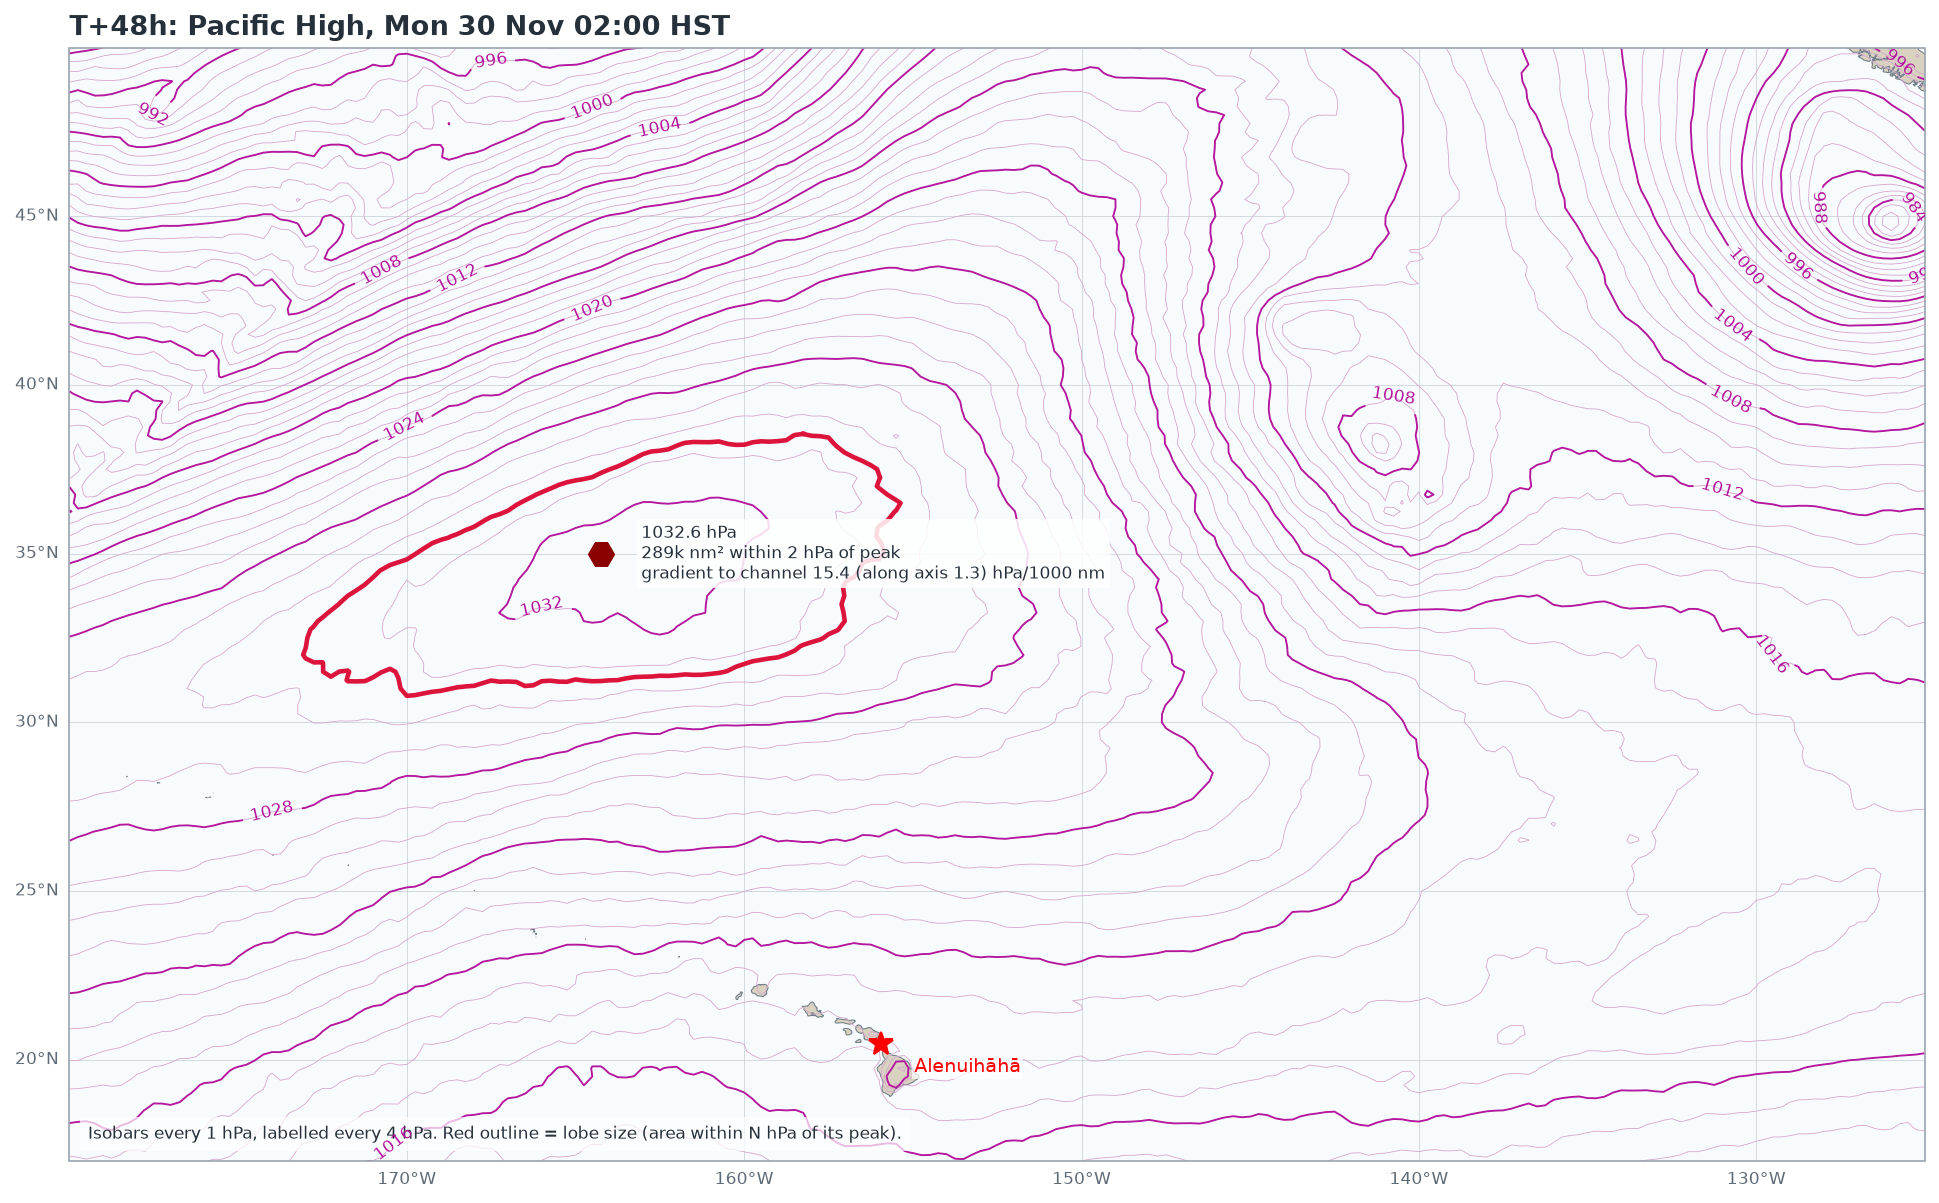 T+48h: Pacific High, Mon 30 Nov 02:00 HST
996
996
992
1000
1004
45°N
988
984
1008
1012
1000
996
99
1020
1004
40°N
1008
1008
1024
1012
1032.6 hPa
35°N
289k nm² within 2 hPa of peak
gradient to channel 15.4 (along axis 1.3) hPa/1000 nm
1032
1016
30°N
1028
25°N
20°N
Alenuihāhā
Isobars every 1 hPa, labelled every 4 hPa. Red outline = lobe size (area within N hPa of its peak).
1016
170°W
160°W
150°W
140°W
130°W